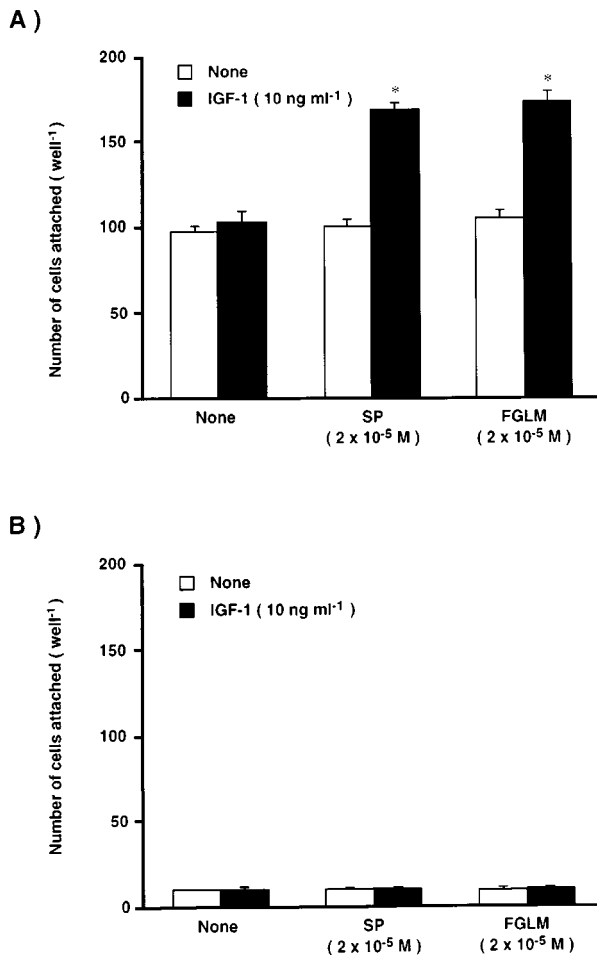 A )
200
150
100
50
0
Number of cells attached ( well-1)
None
IGF-1 ( 10 ng ml-1 )
*
*
None
SP
( 2 x 10-5 M )
FGLM
( 2 x 10-5 M )
B )
200
150
100
50
0
Number of cells attached ( well-1)
None
IGF-1 ( 10 ng ml-1 )
None
SP
( 2 x 10-5 M )
FGLM
( 2 x 10-5 M )